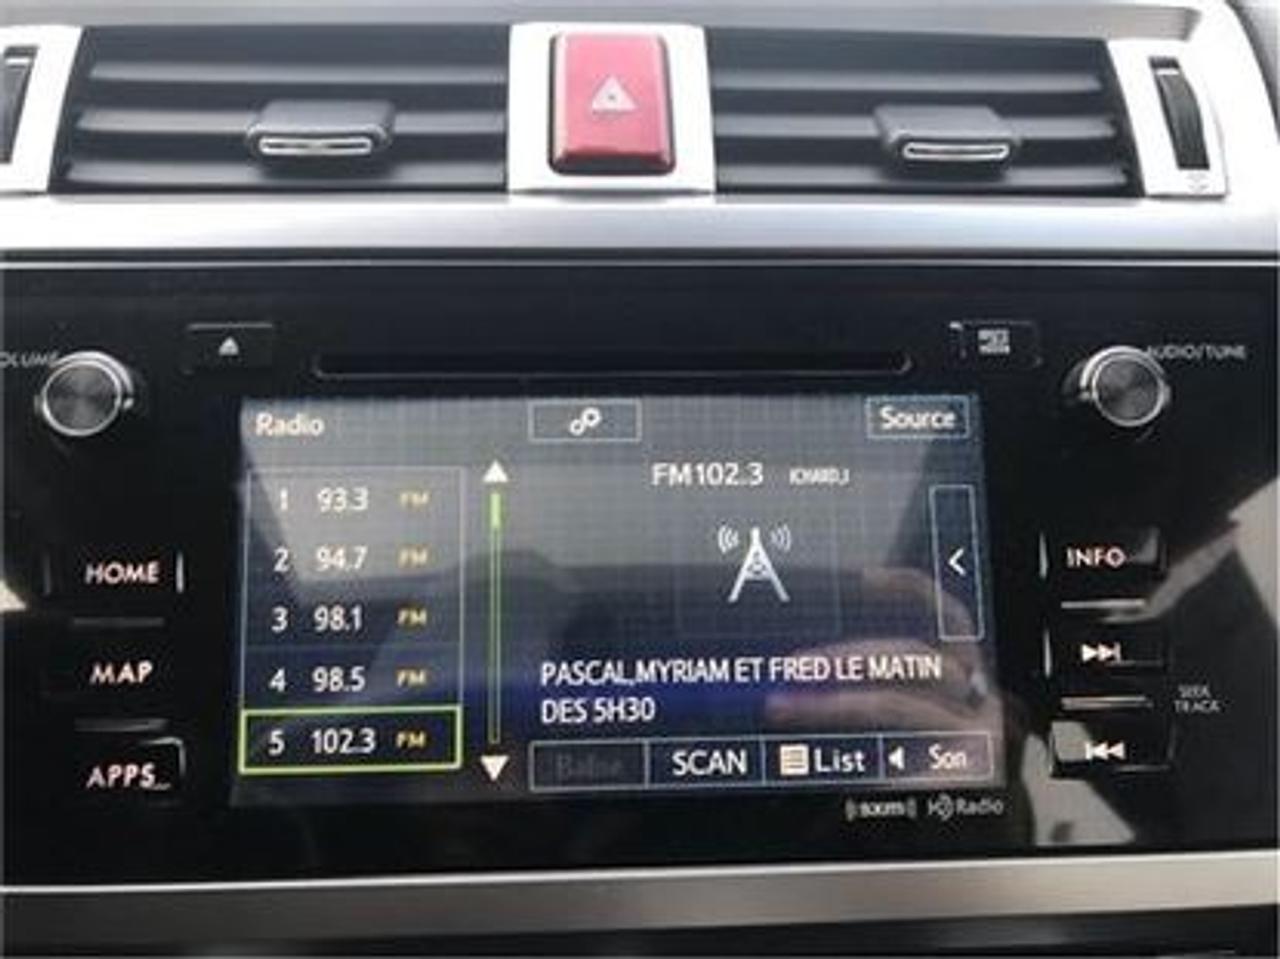 VOLUME
AUDIO/TUNE
Radio
Source
1 93.3 FM
2 94.7 FM
3 98.1 FM
4 98.5 FM
5 102.3 FM
FM102.3
PASCAL,MYRIAM ET FRED LE MATIN
DES 5H30
SCAN
List
Son
HOME
MAP
APPS
INFO
SEEK
TRACK
((sxm))
HD Radio